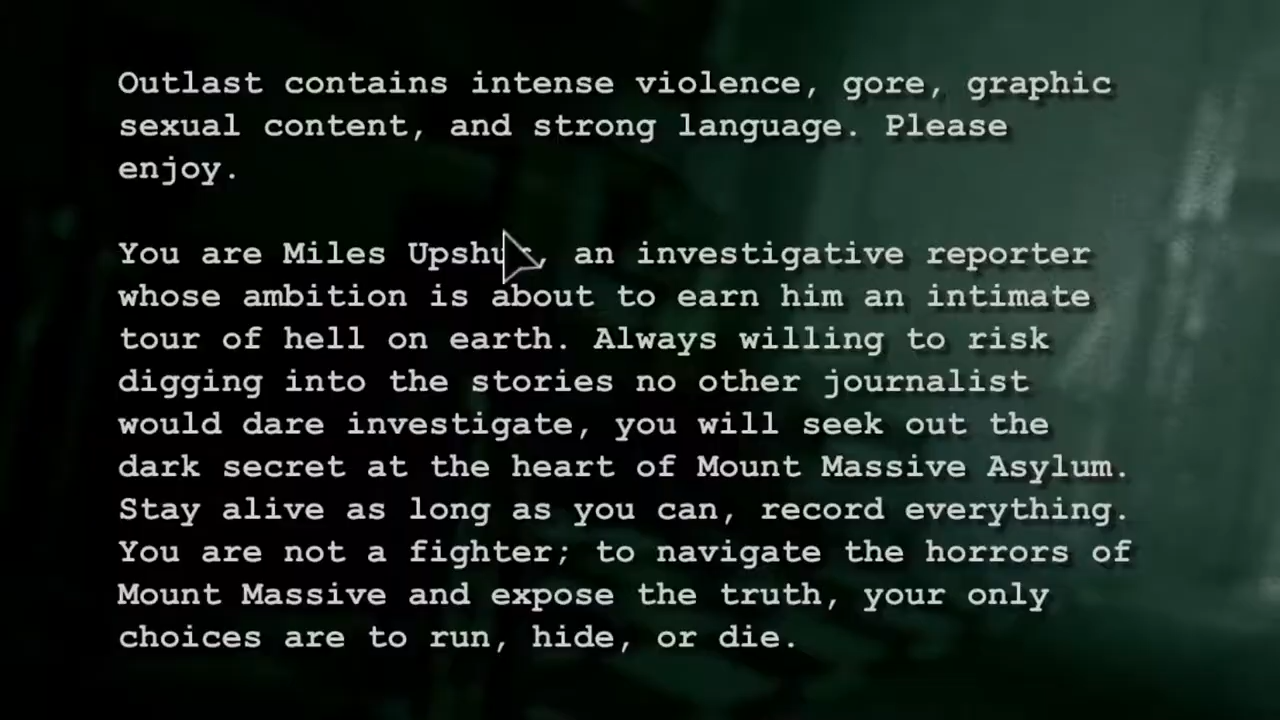 Outlast contains intense violence, gore, graphic
sexual content, and strong language. Please
enjoy.
You are Miles Upshur, an investigative reporter
whose ambition is about to earn him an intimate
tour of hell on earth. Always willing to risk
digging into the stories no other journalist
would dare investigate, you will seek out the
dark secret at the heart of Mount Massive Asylum.
Stay alive as long as you can, record everything.
You are not a fighter; to navigate the horrors of
Mount Massive and expose the truth, your only
choices are to run, hide, or die.